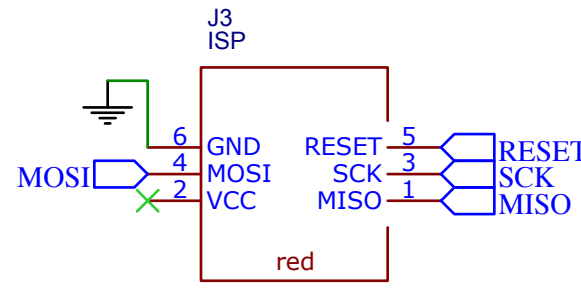 J3
ISP
6 GND RESET 5 RESET
MOSI 4 MOSI SCK 3 SCK
2 VCC MISO 1 MISO
red